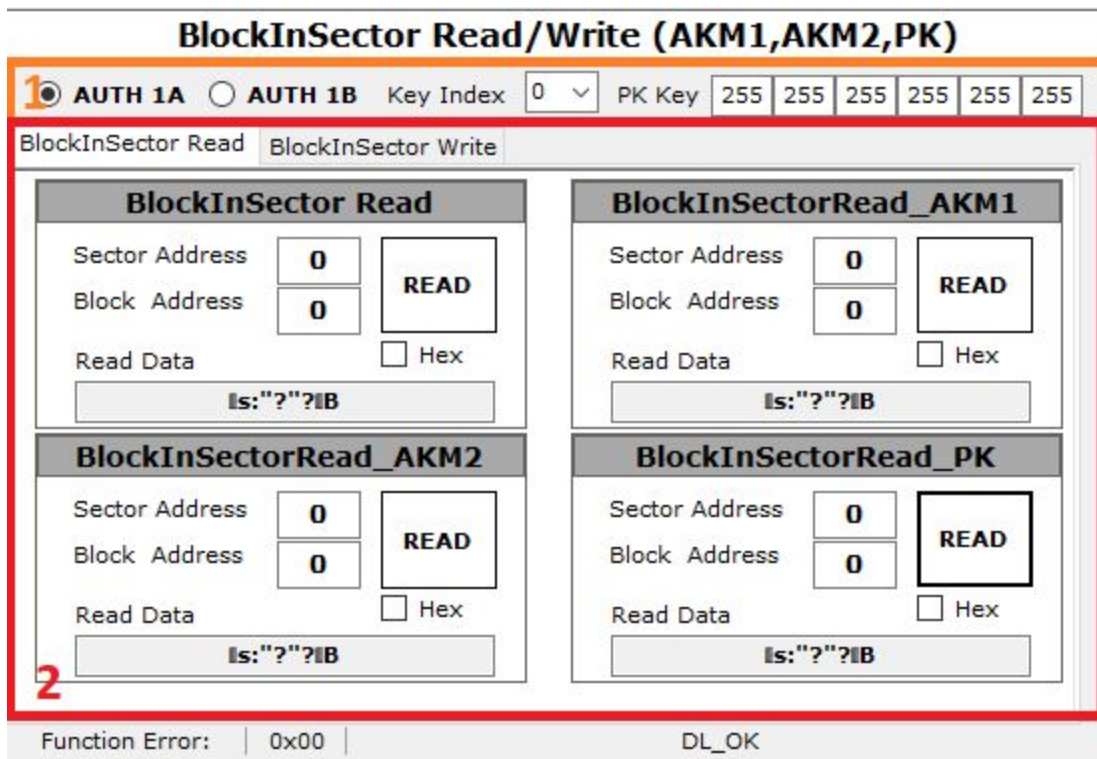 BlockInSector Read/Write (AKM1,AKM2,PK)
1 AUTH 1A AUTH 1B Key Index 0 PK Key 255 255 255 255 255 255
BlockInSector Read BlockInSector Write
BlockInSector Read
Sector Address 0
READ
Block Address 0
Read Data Hex
s:"?"?B
BlockInSectorRead_AKM1
Sector Address 0
READ
Block Address 0
Read Data Hex
s:"?"?B
BlockInSectorRead_AKM2
Sector Address 0
READ
Block Address 0
Read Data Hex
s:"?"?B
BlockInSectorRead_PK
Sector Address 0
READ
Block Address 0
Read Data Hex
s:"?"?B
2
Function Error: 0x00 DL_OK